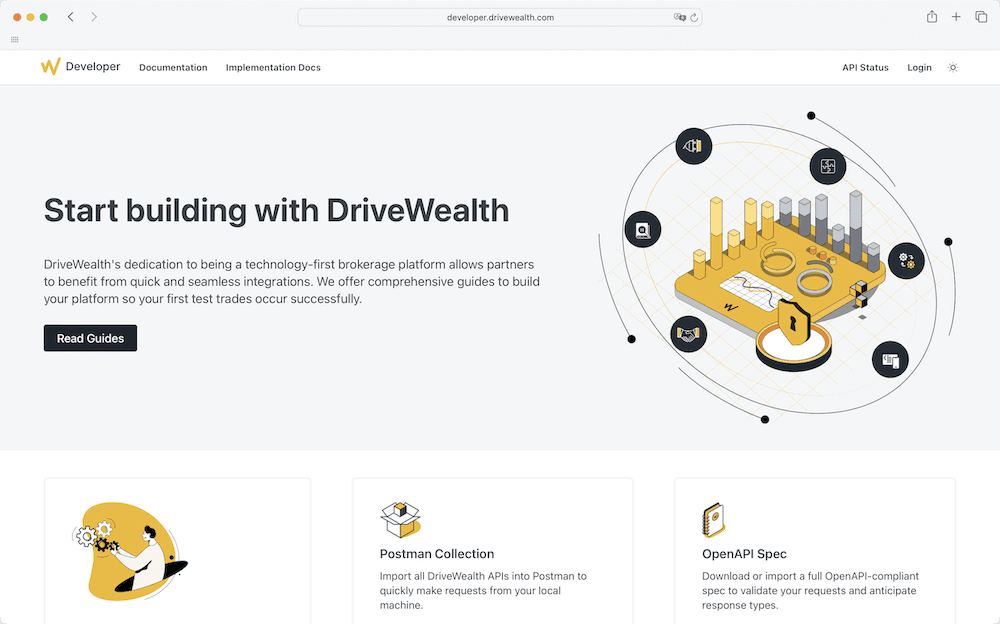 developer.drivewealth.com
Developer
Documentation
Implementation Docs
API Status
Login
Start building with DriveWealth
DriveWealth's dedication to being a technology-first brokerage platform allows partners
to benefit from quick and seamless integrations. We offer comprehensive guides to build
your platform so your first test trades occur successfully.
Read Guides
Postman Collection
Import all DriveWealth APIs into Postman to
quickly make requests from your local
machine.
OpenAPI Spec
Download or import a full OpenAPI-compliant
spec to validate your requests and anticipate
response types.